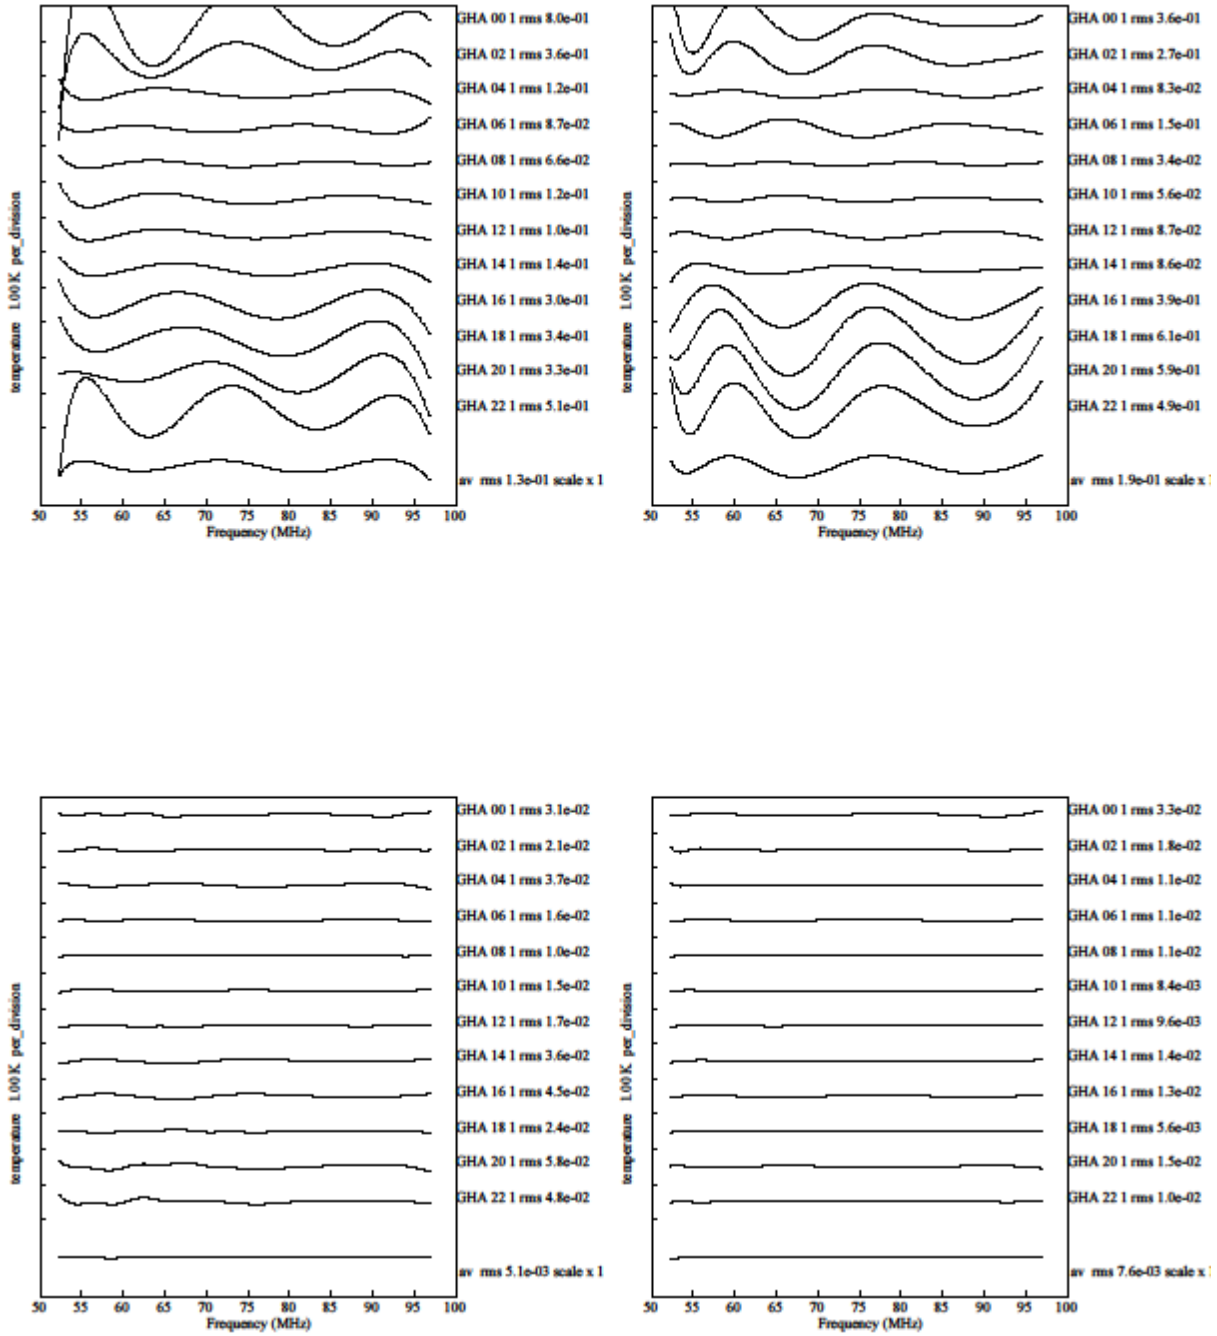 GHA 00 1 rms 8.0e-01
GHA 02 1 rms 3.6e-01
GHA 04 1 rms 1.2e-01
GHA 06 1 rms 8.7e-02
GHA 08 1 rms 6.6e-02
GHA 10 1 rms 1.2e-01
GHA 12 1 rms 1.0e-01
GHA 14 1 rms 1.4e-01
GHA 16 1 rms 3.0e-01
GHA 18 1 rms 3.4e-01
GHA 20 1 rms 3.3e-01
GHA 22 1 rms 5.1e-01
av rms 1.3e-01 scale x 1
temperature 1.00 K per_division
50 55 60 65 70 75 80 85 90 95 100
Frequency (MHz)
GHA 00 1 rms 3.6e-01
GHA 02 1 rms 2.7e-01
GHA 04 1 rms 8.3e-02
GHA 06 1 rms 1.5e-01
GHA 08 1 rms 3.4e-02
GHA 10 1 rms 5.6e-02
GHA 12 1 rms 8.7e-02
GHA 14 1 rms 8.6e-02
GHA 16 1 rms 3.9e-01
GHA 18 1 rms 6.1e-01
GHA 20 1 rms 5.9e-01
GHA 22 1 rms 4.9e-01
av rms 1.9e-01 scale x 1
temperature 1.00 K per_division
50 55 60 65 70 75 80 85 90 95 100
Frequency (MHz)
GHA 00 1 rms 3.1e-02
GHA 02 1 rms 2.1e-02
GHA 04 1 rms 3.7e-02
GHA 06 1 rms 1.6e-02
GHA 08 1 rms 1.0e-02
GHA 10 1 rms 1.5e-02
GHA 12 1 rms 1.7e-02
GHA 14 1 rms 3.6e-02
GHA 16 1 rms 4.5e-02
GHA 18 1 rms 2.4e-02
GHA 20 1 rms 5.8e-02
GHA 22 1 rms 4.8e-02
av rms 5.1e-03 scale x 1
temperature 1.00 K per_division
50 55 60 65 70 75 80 85 90 95 100
Frequency (MHz)
GHA 00 1 rms 3.3e-02
GHA 02 1 rms 1.8e-02
GHA 04 1 rms 1.1e-02
GHA 06 1 rms 1.1e-02
GHA 08 1 rms 1.1e-02
GHA 10 1 rms 8.4e-03
GHA 12 1 rms 9.6e-03
GHA 14 1 rms 1.4e-02
GHA 16 1 rms 1.3e-02
GHA 18 1 rms 5.6e-03
GHA 20 1 rms 1.5e-02
GHA 22 1 rms 1.0e-02
av rms 7.6e-03 scale x 1
temperature 1.00 K per_division
50 55 60 65 70 75 80 85 90 95 100
Frequency (MHz)